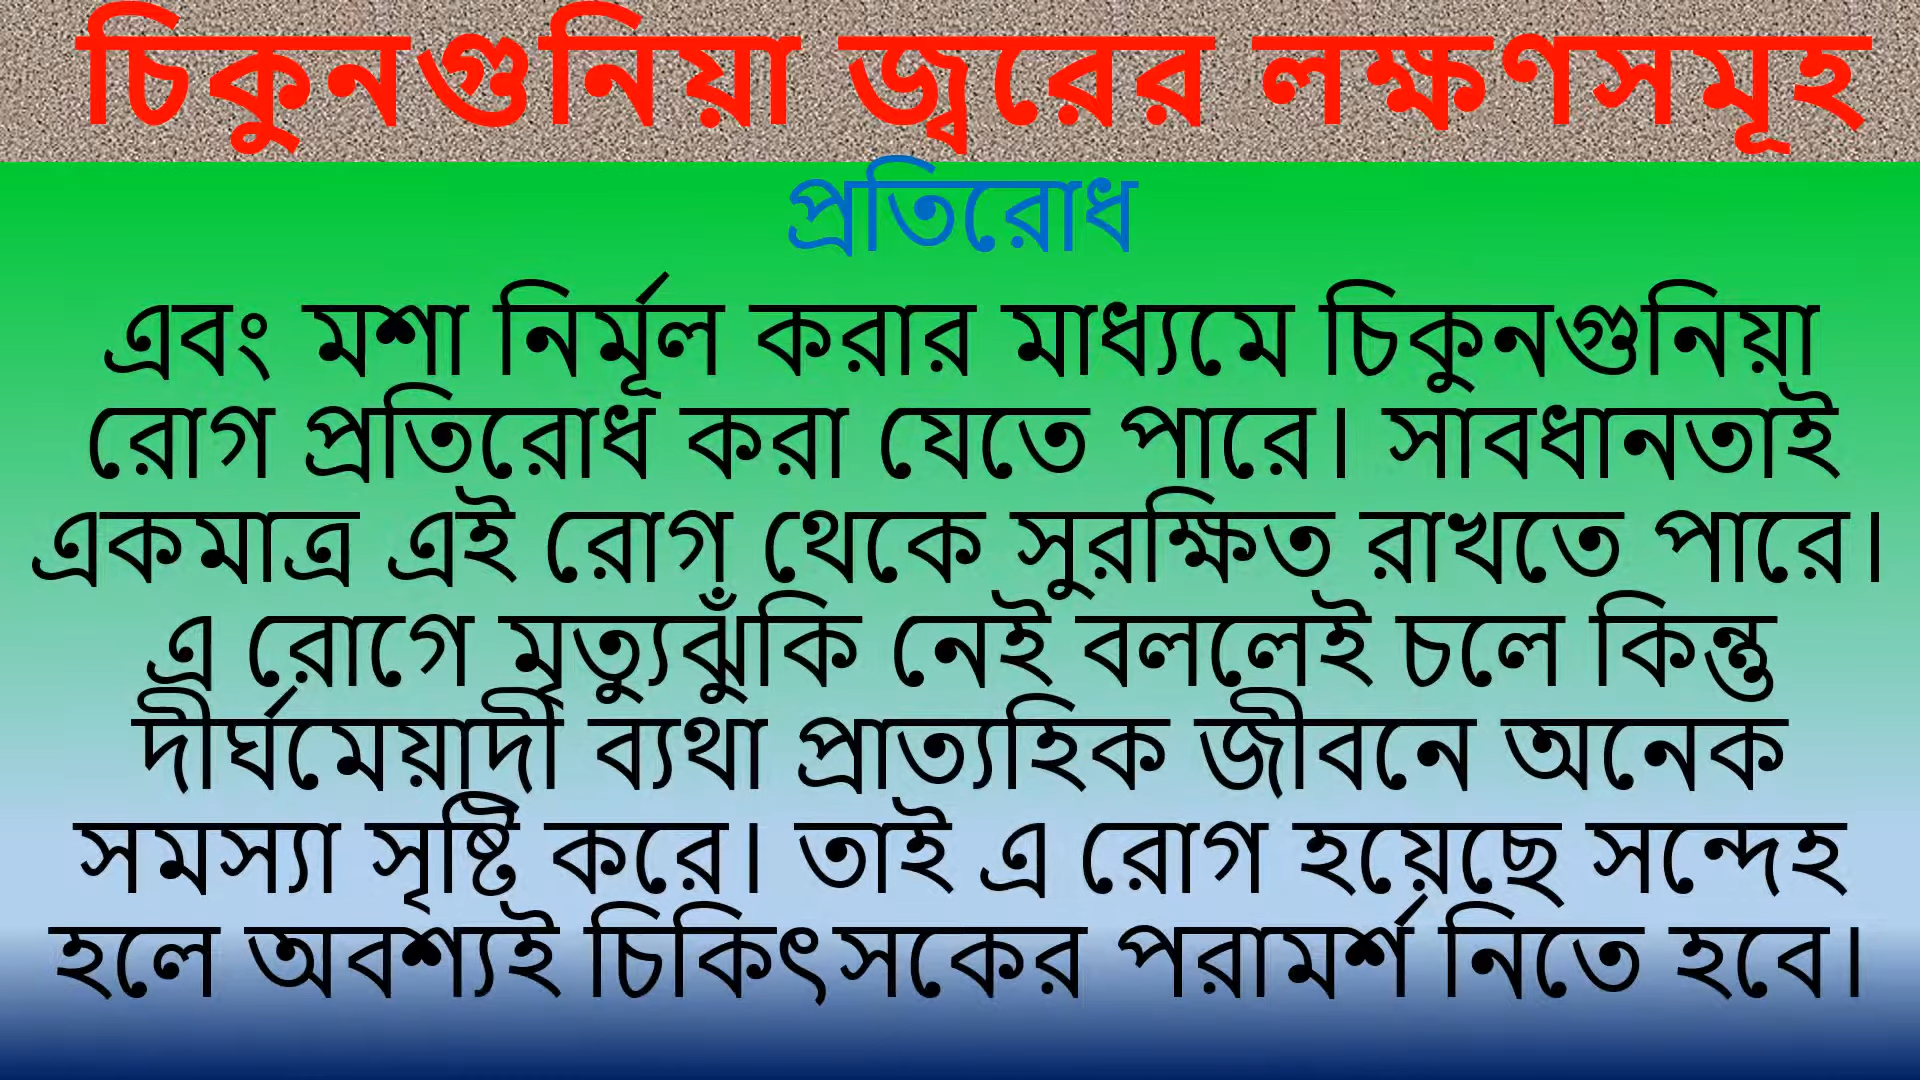 চিকুনগুনিয়া জ্বরের লক্ষণসমূহ
প্রতিরোধ
এবং মশা নির্মূল করার মাধ্যমে চিকুনগুনিয়া
রোগ প্রতিরোধ করা যেতে পারে। সাবধানতাই
একমাত্র এই রোগ থেকে সুরক্ষিত রাখতে পারে।
এ রোগে মৃত্যুঝুঁকি নেই বললেই চলে কিন্তু
দীর্ঘমেয়াদী ব্যথা প্রাত্যহিক জীবনে অনেক
সমস্যা সৃষ্টি করে। তাই এ রোগ হয়েছে সন্দেহ
হলে অবশ্যই চিকিৎসকের পরামর্শ নিতে হবে।